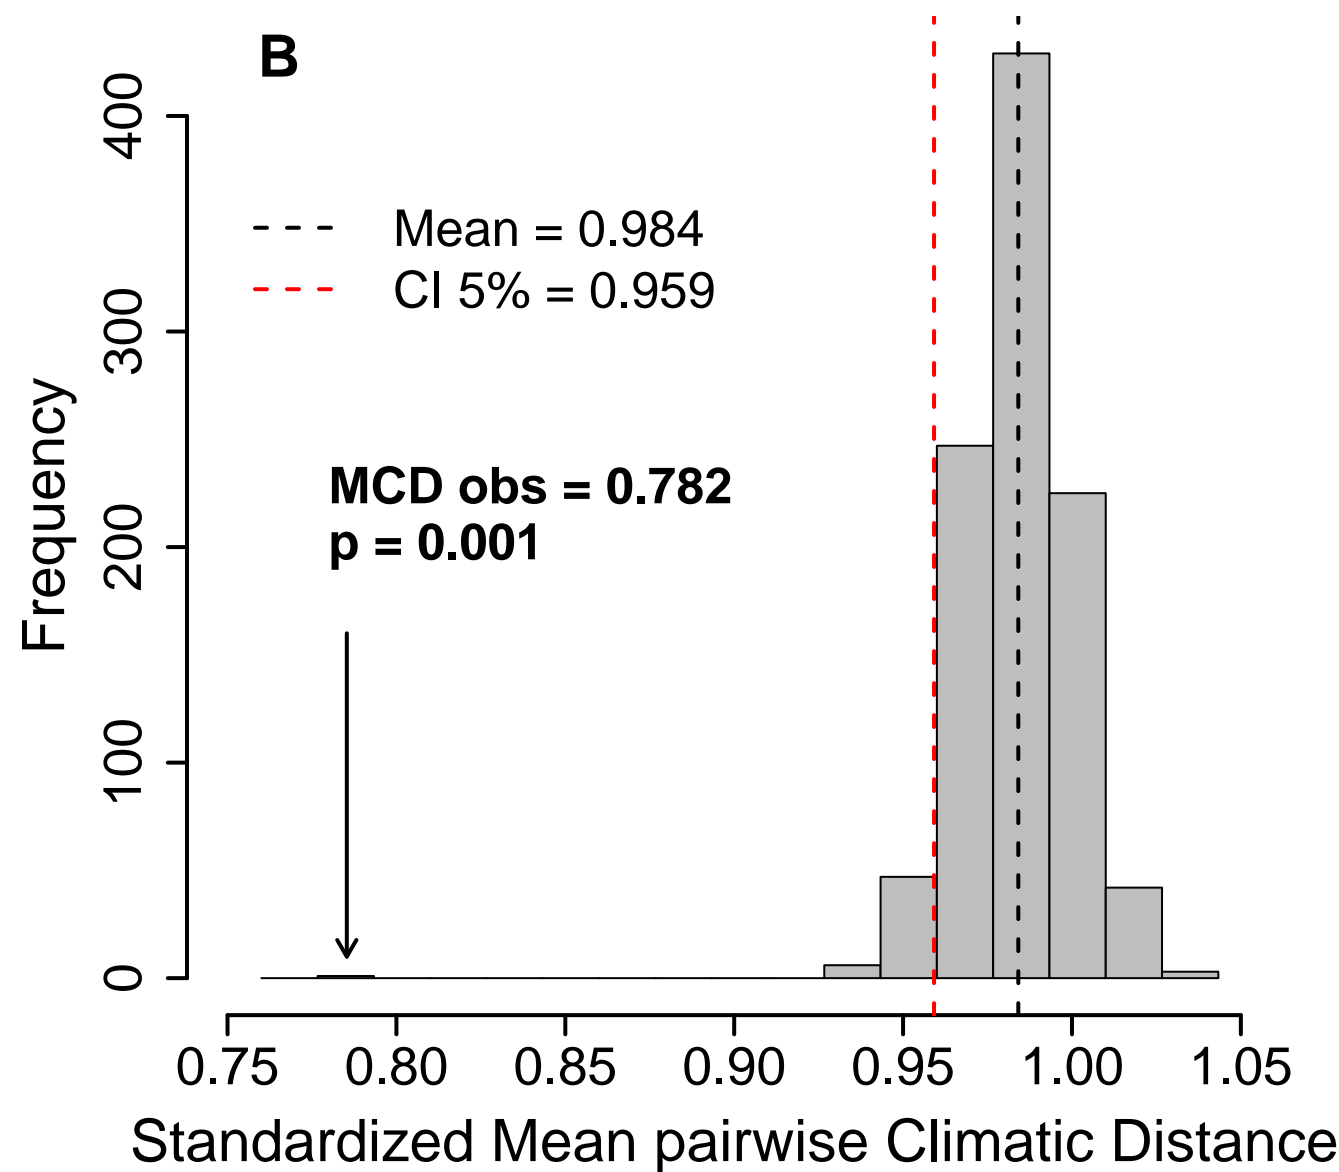 B
Mean = 0.984
CI 5% = 0.959
MCD obs = 0.782
p = 0.001
Frequency
400
300
200
100
0
0.75 0.80 0.85 0.90 0.95 1.00 1.05
Standardized Mean pairwise Climatic Distance